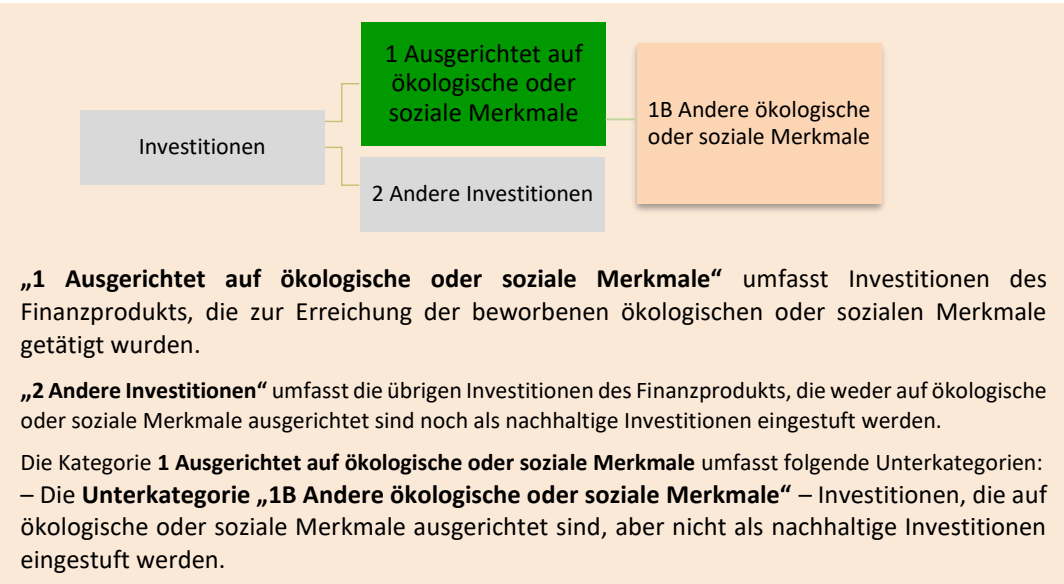 1 Ausgerichtet auf
ökologische oder
soziale Merkmale
1B Andere ökologische
oder soziale Merkmale
Investitionen
2 Andere Investitionen
„1 Ausgerichtet auf ökologische oder soziale Merkmale“ umfasst Investitionen des
Finanzprodukts, die zur Erreichung der beworbenen ökologischen oder sozialen Merkmale
getätigt wurden.
„2 Andere Investitionen“ umfasst die übrigen Investitionen des Finanzprodukts, die weder auf ökologische
oder soziale Merkmale ausgerichtet sind noch als nachhaltige Investitionen eingestuft werden.
Die Kategorie 1 Ausgerichtet auf ökologische oder soziale Merkmale umfasst folgende Unterkategorien:
– Die Unterkategorie „1B Andere ökologische oder soziale Merkmale“ – Investitionen, die auf
ökologische oder soziale Merkmale ausgerichtet sind, aber nicht als nachhaltige Investitionen
eingestuft werden.